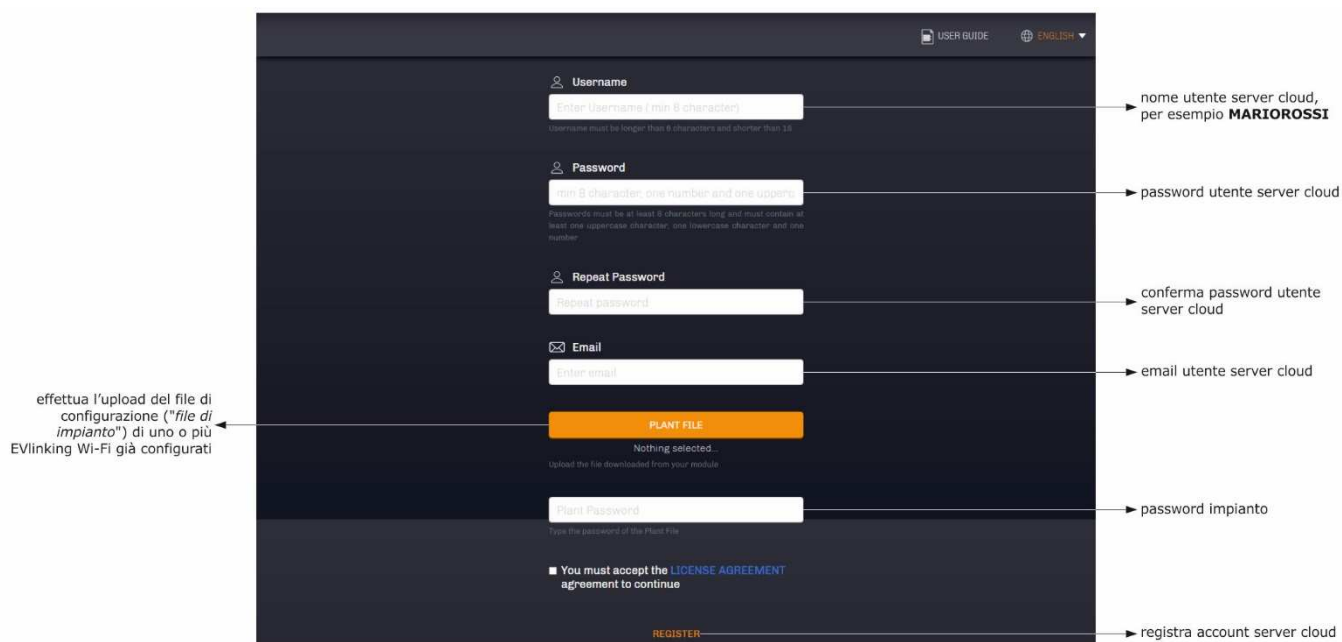 USER GUIDE
ENGLISH
Username
Enter Username ( min 6 character)
Username must be longer than 6 characters and shorter than 10
nome utente server cloud,
per esempio MARIOROSSI
Password
min 8 character, one number and one upperc
Passwords must be at least 6 characters long and must contain at
least one uppercase character, one lowercase character and one
number
password utente server cloud
Repeat Password
Repeat password
conferma password utente
server cloud
Email
Enter email
email utente server cloud
effettua l'upload del file di
configurazione ("file di
impianto") di uno o più
EVlinking Wi-Fi già configurati
PLANT FILE
Nothing selected...
Upload the file downloaded from your module
Plant Password
Type the password of the Plant File
password impianto
You must accept the LICENSE AGREEMENT
agreement to continue
REGISTER
registra account server cloud